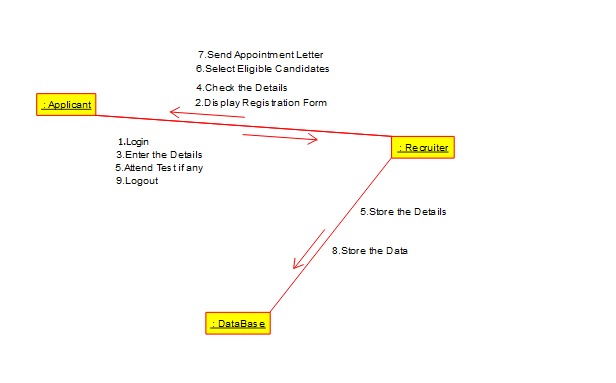 7.Send Appointment Letter
6.Select Eligible Candidates
4.Check the Details
2.Display Registration Form
: Applicant
1.Login
3.Enter the Details
5.Attend Test if any
9.Logout
: Recruiter
5.Store the Details
8.Store the Data
: DataBase